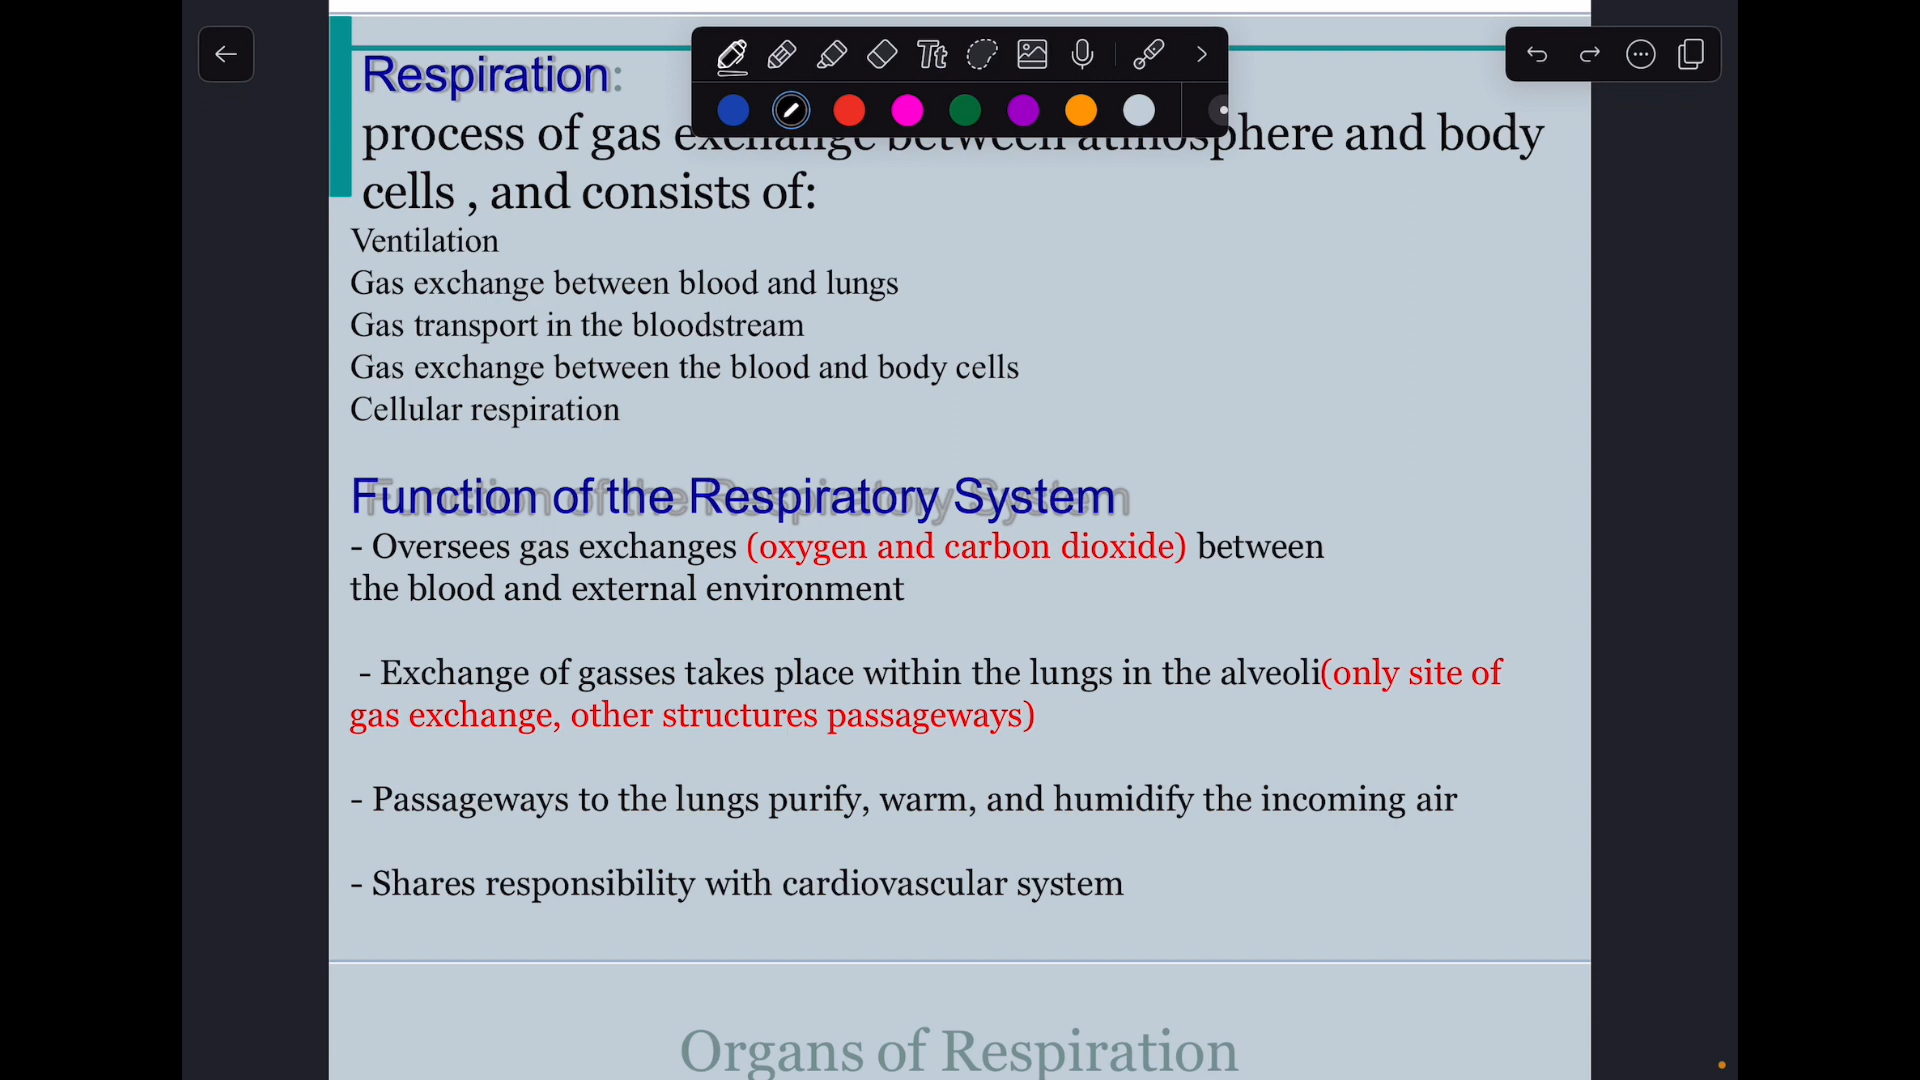 Respiration:
process of gas exchange between atmosphere and body
cells , and consists of:
Ventilation
Gas exchange between blood and lungs
Gas transport in the bloodstream
Gas exchange between the blood and body cells
Cellular respiration
Function of the Respiratory System
- Oversees gas exchanges (oxygen and carbon dioxide) between
the blood and external environment
- Exchange of gasses takes place within the lungs in the alveoli(only site of
gas exchange, other structures passageways)
- Passageways to the lungs purify, warm, and humidify the incoming air
- Shares responsibility with cardiovascular system
Organs of Respiration
Tt